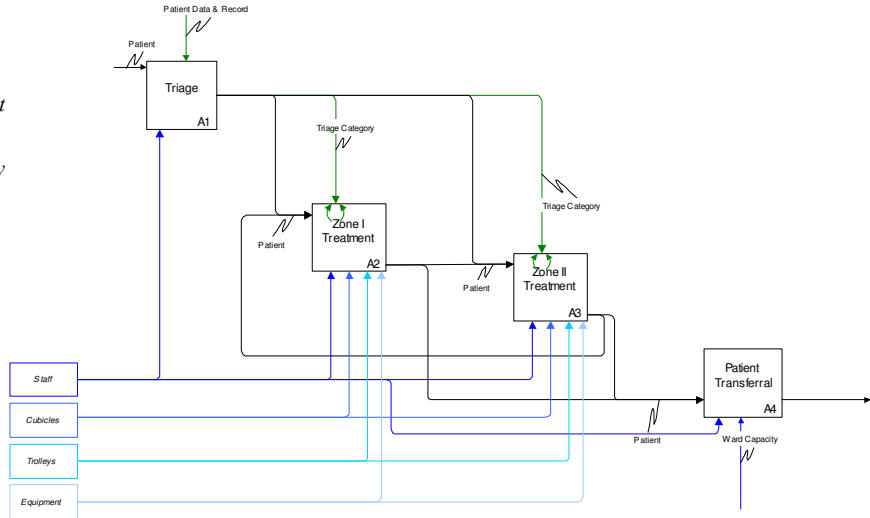 Patient Data & Record
Patient
Triage
A1
t
y
Triage Category
Triage Category
Zone I
Treatment
A2
Patient
Zone II
Treatment
A3
Patient
Staff
Cubicles
Trolleys
Equipment
Patient
Transferral
A4
Patient
Ward Capacity